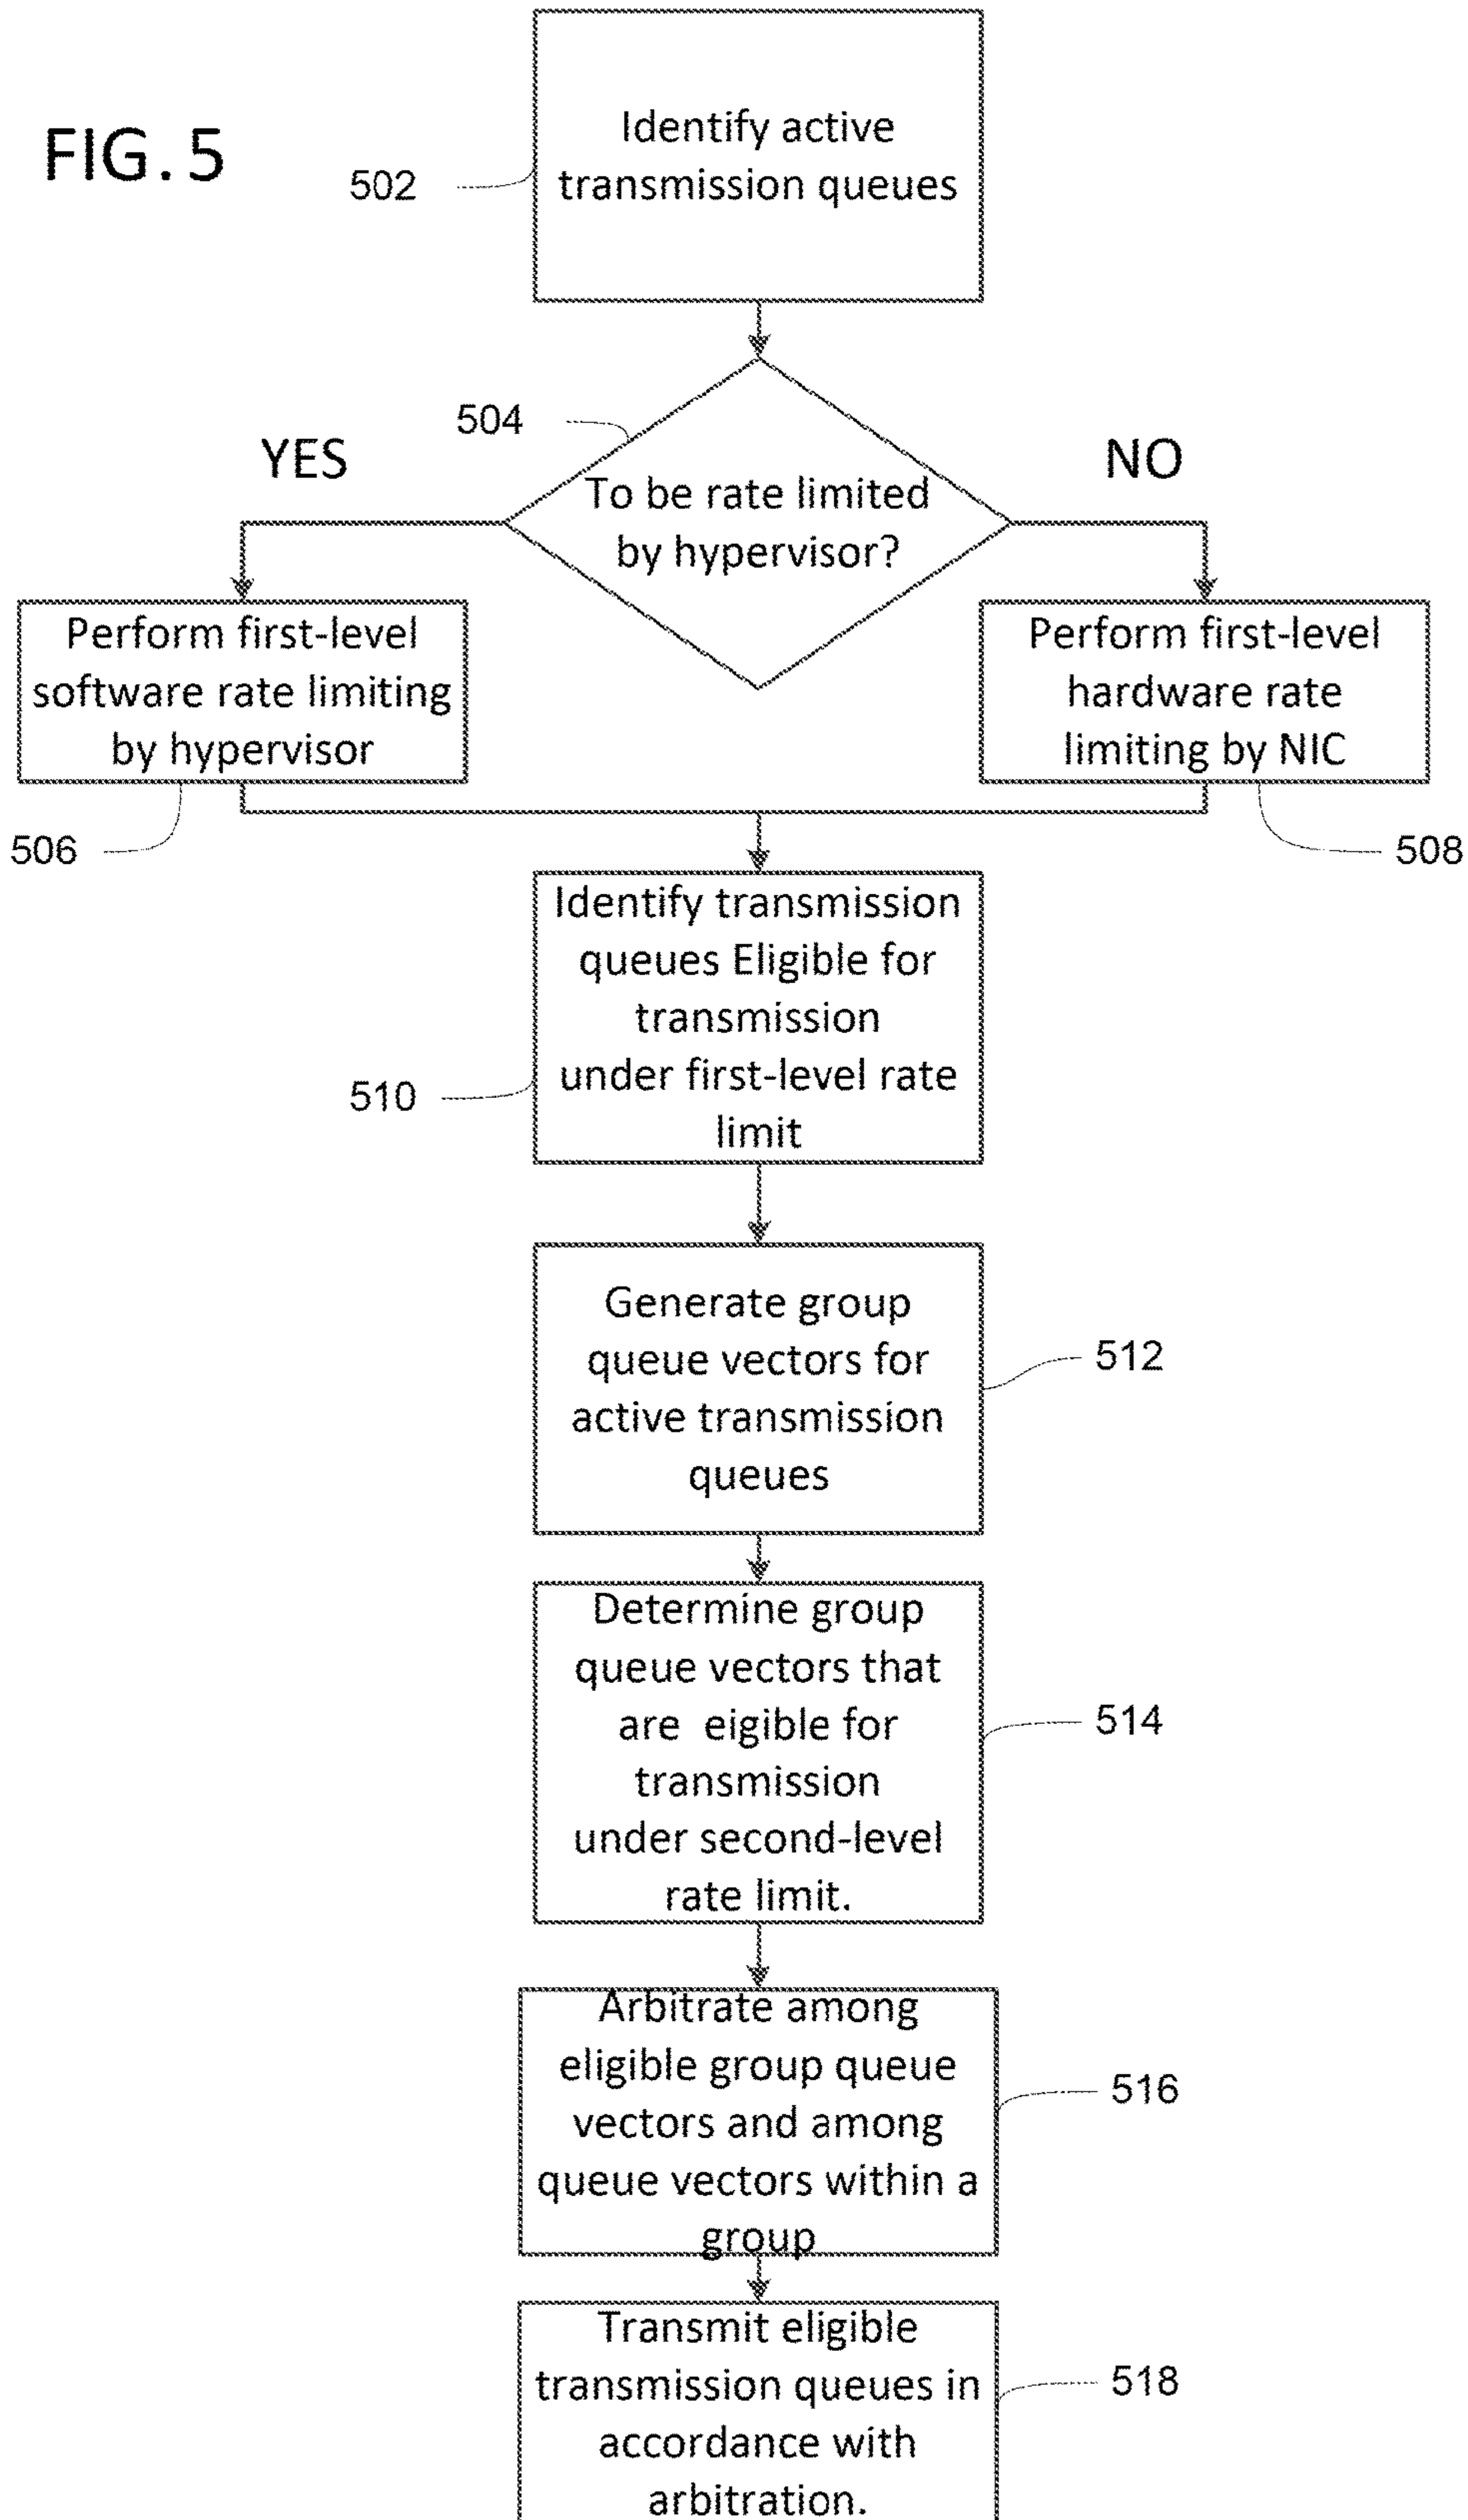 FIG. 5
Identify active
transmission queues
502
504
YES
NO
To be rate limited
by hypervisor?
Perform first-level
software rate limiting
by hypervisor
Perform first-level
hardware rate
limiting by NIC
506
508
Identify transmission
queues Eligible for
transmission
under first-level rate
limit
510
Generate group
queue vectors for
active transmission
queues
512
Determine group
queue vectors that
are eigible for
transmission
under second-level
rate limit.
514
Arbitrate among
eligible group queue
vectors and among
queue vectors within a
group
516
Transmit eligible
transmission queues in
accordance with
arbitration.
518